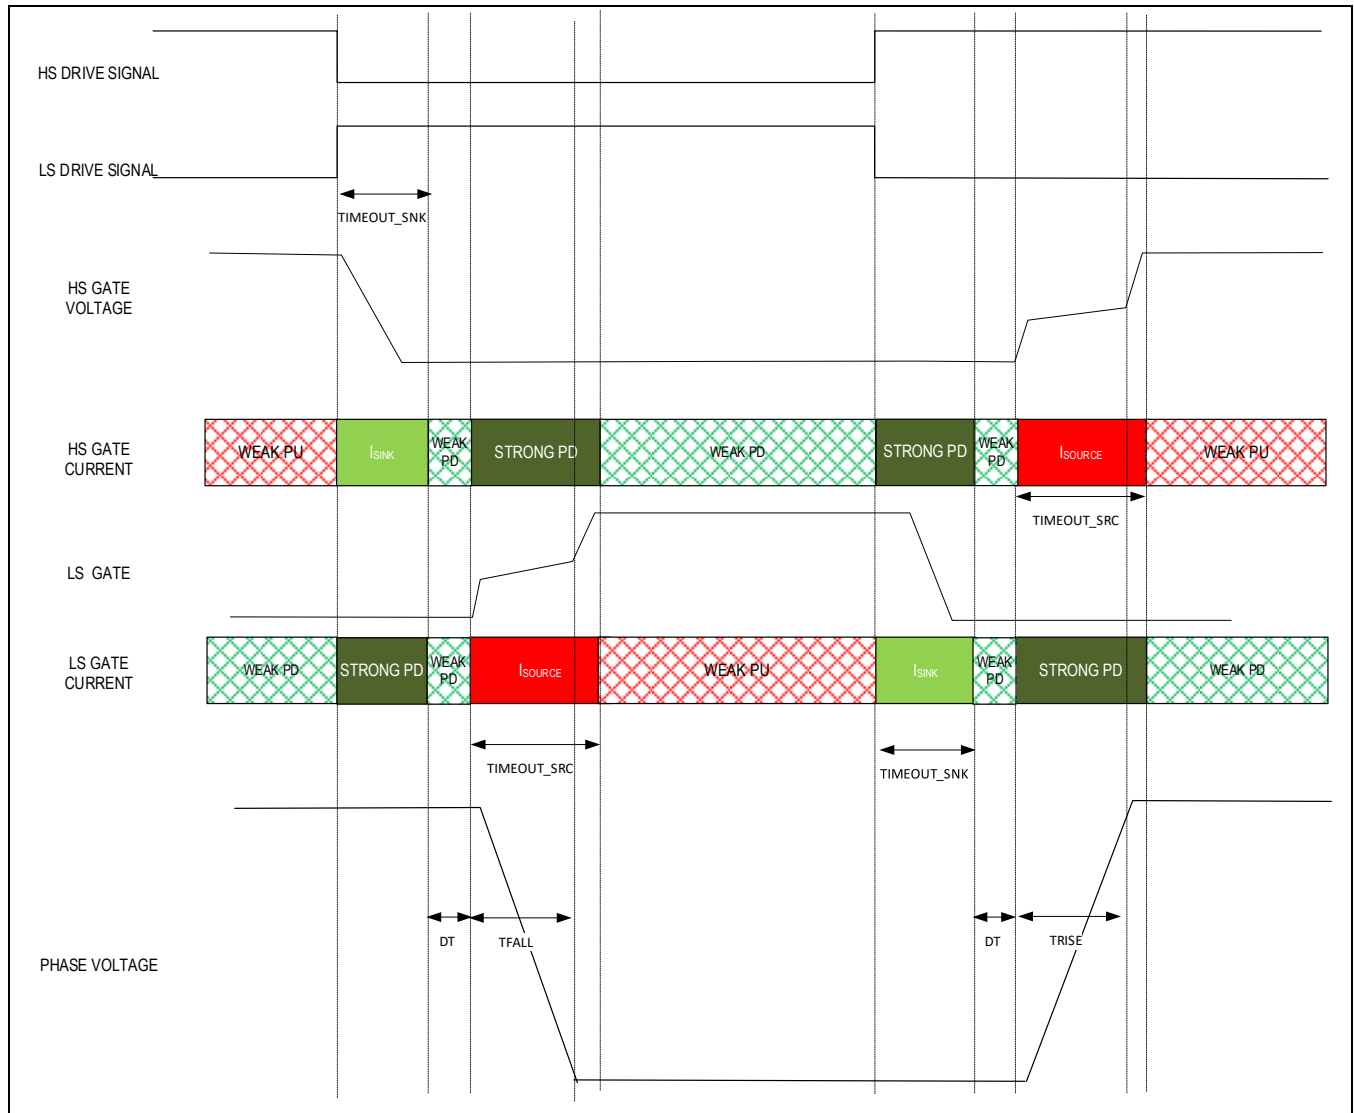 HS DRIVE SIGNAL
LS DRIVE SIGNAL
TIMEOUT_SNK
HS GATE
VOLTAGE
HS GATE
CURRENT
WEAK PU
ISINK
WEAK
PD
STRONG PD
WEAK PD
STRONG PD
WEAK
PD
ISOURCE
WEAK PU
TIMEOUT_SRC
LS GATE
LS GATE
CURRENT
WEAK PD
STRONG PD
WEAK
PD
ISOURCE
WEAK PU
ISINK
WEAK
PD
STRONG PD
WEAK PD
TIMEOUT_SRC
TIMEOUT_SNK
DT
TFALL
DT
TRISE
PHASE VOLTAGE